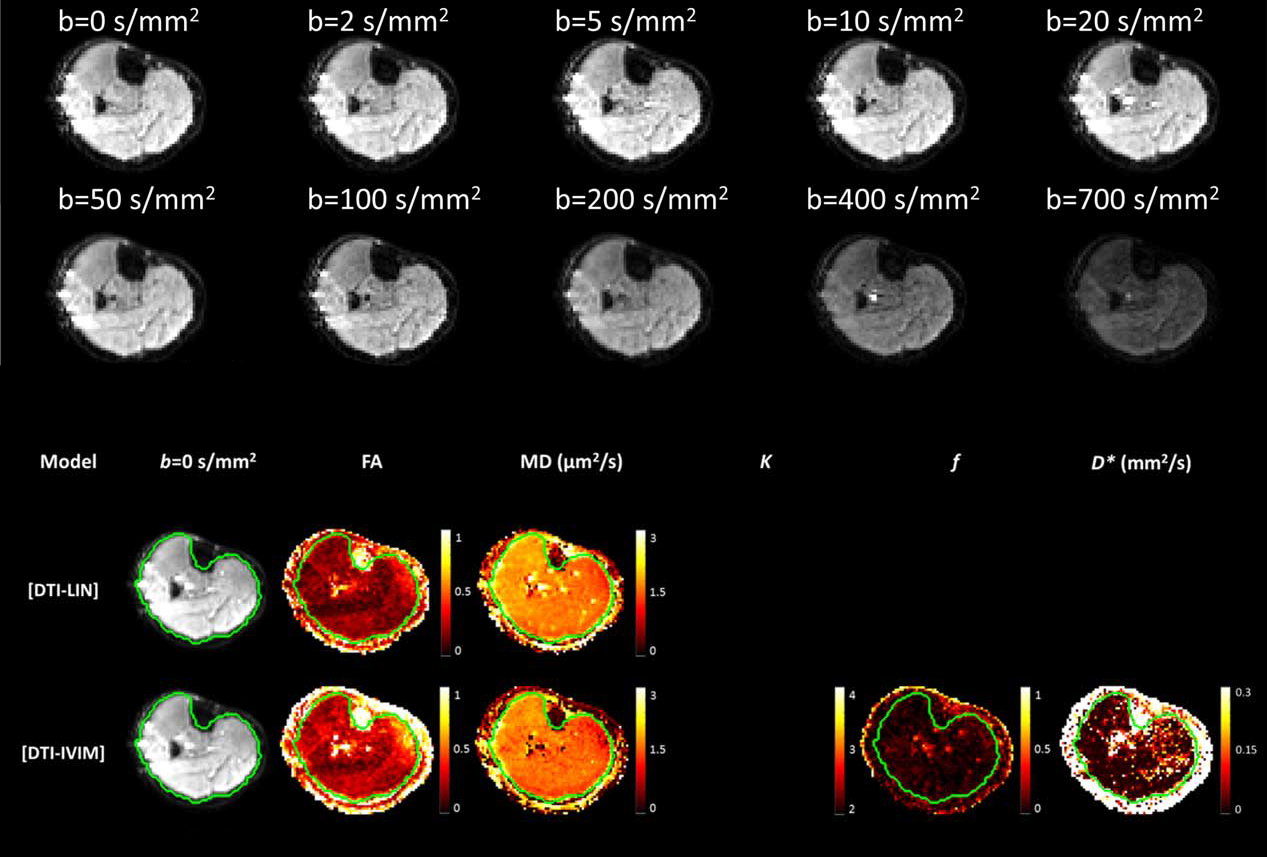 b=0 s/mm² b=2 s/mm² b=5 s/mm² b=10 s/mm² b=20 s/mm²
b=50 s/mm² b=100 s/mm² b=200 s/mm² b=400 s/mm² b=700 s/mm²
Model b=0 s/mm² FA MD (μm²/s) K f D* (mm²/s)
1 3
[DTI-LIN] 0.5 1.5
0 0
1 3 4 1 0.3
[DTI-IVIM] 0.5 1.5 3 0.5 0.15
0 0 2 0 0